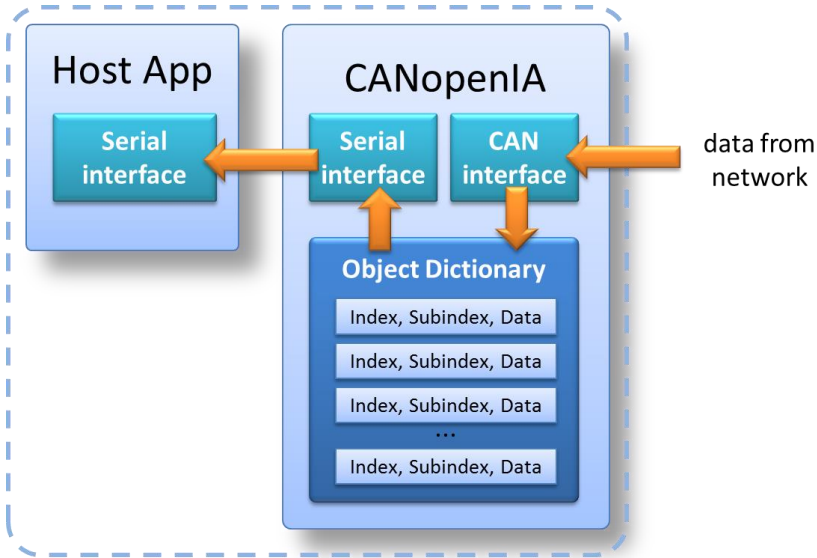 Host App
Serial
interface
CANopenIA
Serial
interface
CAN
interface
data from
network
Object Dictionary
Index, Subindex, Data
Index, Subindex, Data
Index, Subindex, Data
...
Index, Subindex, Data